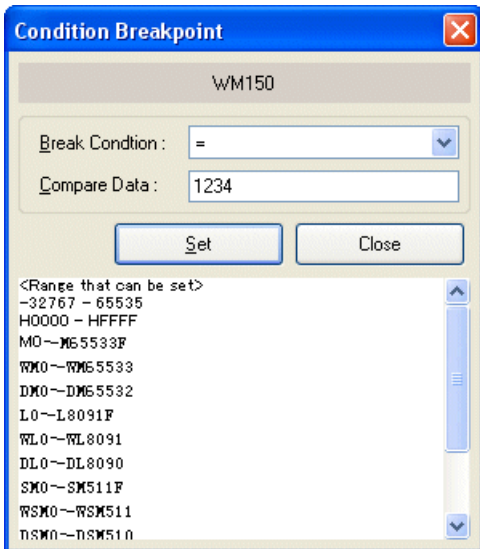 Condition Breakpoint
WM150
Break Condtion :
=
Compare Data :
1234
Set
Close
<Range that can be set>
-32767 - 65535
H0000 - HFFFF
M0~M65533F
WM0~WM65533
DM0~DM65532
L0~L8091F
WL0~WL8091
DL0~DL8090
SM0~SM511F
WSM0~WSM511
DSM0~DSM510